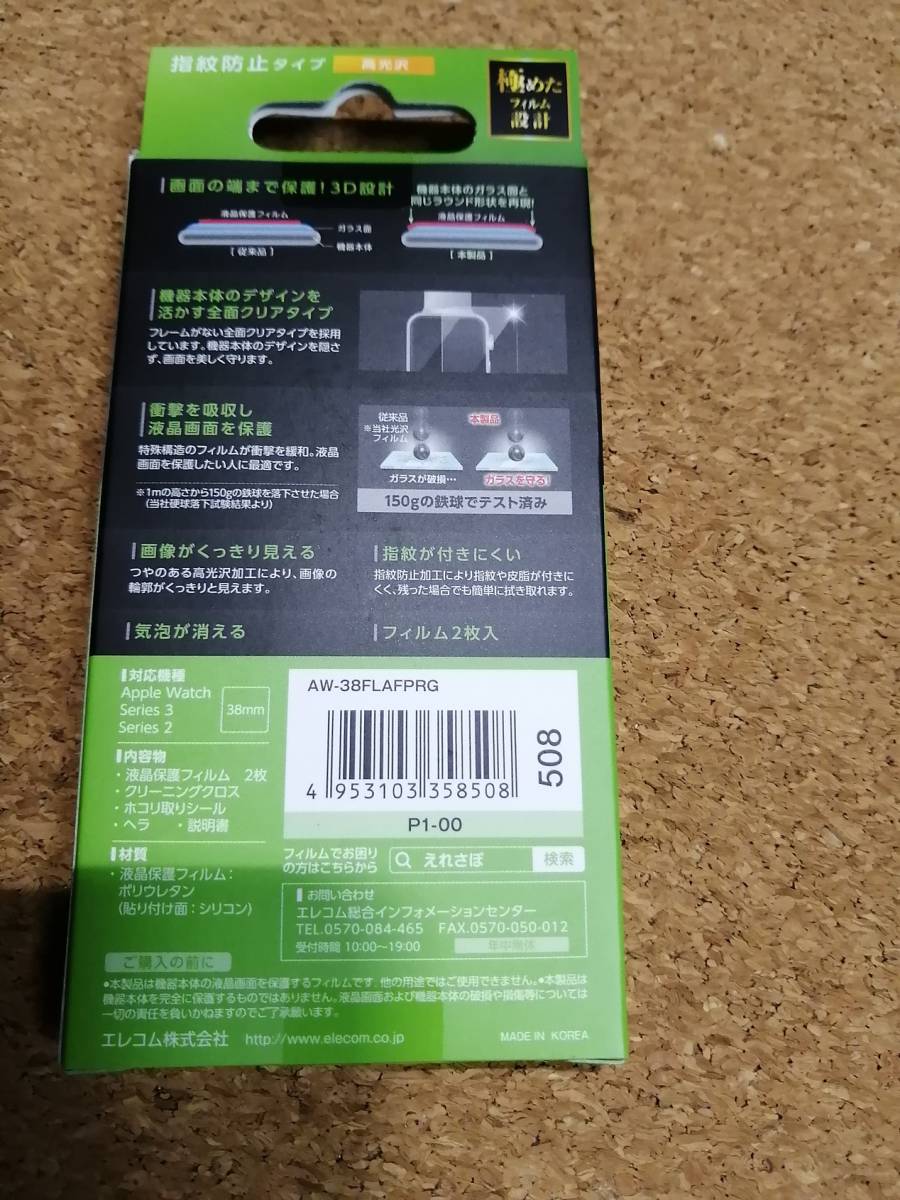 指紋防止タイプ 高光沢
極めた
フィルム
設計
画面の端まで保護!3D設計
機器本体のガラス面と
同じラウンド形状を再現!
液晶保護フィルム
ガラス面
機器本体
[従来品]
液晶保護フィルム
[本製品]
機器本体のデザインを
活かす全面クリアタイプ
フレームがない全面クリアタイプを採用
しています。機器本体のデザインを隠さ
ず、画面を美しく守ります。
衝撃を吸収し
液晶画面を保護
特殊構造のフィルムが衝撃を緩和。液晶
画面を保護したい人に最適です。
※1mの高さから150gの鉄球を落下させた場合
(当社硬球落下試験結果より)
従来品
※当社光沢
フィルム
本製品
ガラスが破損…
ガラスを守る!
150gの鉄球でテスト済み
画像がくっきり見える
つやのある高光沢加工により、画像の
輪郭がくっきりと見えます。
指紋が付きにくい
指紋防止加工により指紋や皮脂が付きに
くく、残った場合でも簡単に拭き取れます。
気泡が消える
フィルム2枚入
対応機種
Apple Watch
Series 3
Series 2
38mm
内容物
・液晶保護フィルム 2枚
・クリーニングクロス
・ホコリ取りシール
・ヘラ ・説明書
材質
・液晶保護フィルム:
ポリウレタン
(貼り付け面:シリコン)
AW-38FLAFPRG
4 953103 358508
508
P1-00
フィルムでお困り
の方はこちらから
えれさぽ 検索
お問い合わせ
エレコム総合インフォメーションセンター
TEL.0570-084-465 FAX.0570-050-012
受付時間 10:00~19:00 年中無休
ご購入の前に
●本製品は機器本体の液晶画面を保護するフィルムです。他の用途ではご使用できません。●本製品は
機器本体を完全に保護するものではありません。液晶画面および機器本体の破損や損傷等については
一切の責任を負いかねますのでご了承願います。
エレコム株式会社 http://www.elecom.co.jp
MADE IN KOREA